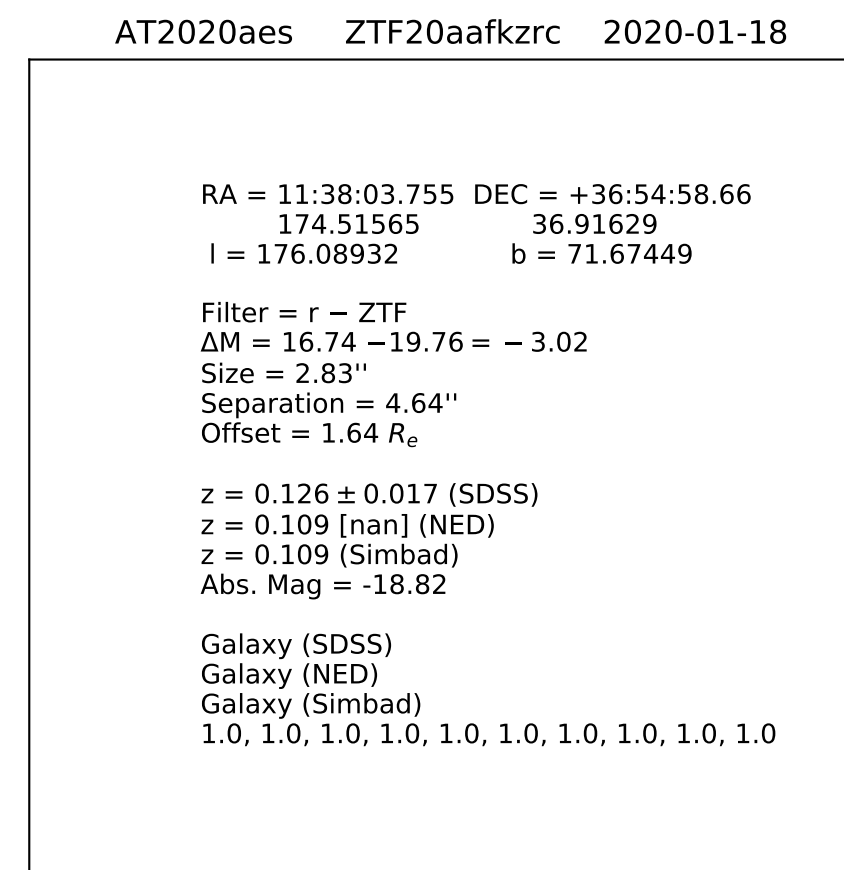 AT2020aes ZTF20aafkzrc 2020-01-18
RA = 11:38:03.755 DEC = +36:54:58.66
174.51565 36.91629
l = 176.08932 b = 71.67449
Filter = r − ZTF
ΔM = 16.74 −19.76 = − 3.02
Size = 2.83''
Separation = 4.64''
Offset = 1.64 Rₑ
z = 0.126 ± 0.017 (SDSS)
z = 0.109 [nan] (NED)
z = 0.109 (Simbad)
Abs. Mag = -18.82
Galaxy (SDSS)
Galaxy (NED)
Galaxy (Simbad)
1.0, 1.0, 1.0, 1.0, 1.0, 1.0, 1.0, 1.0, 1.0, 1.0